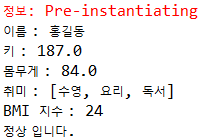 정보: Pre-instantiating
이름 : 홍길동
키 : 187.0
몸무게 : 84.0
취미 : [수영, 요리, 독서]
BMI 지수 : 24
정상 입니다.